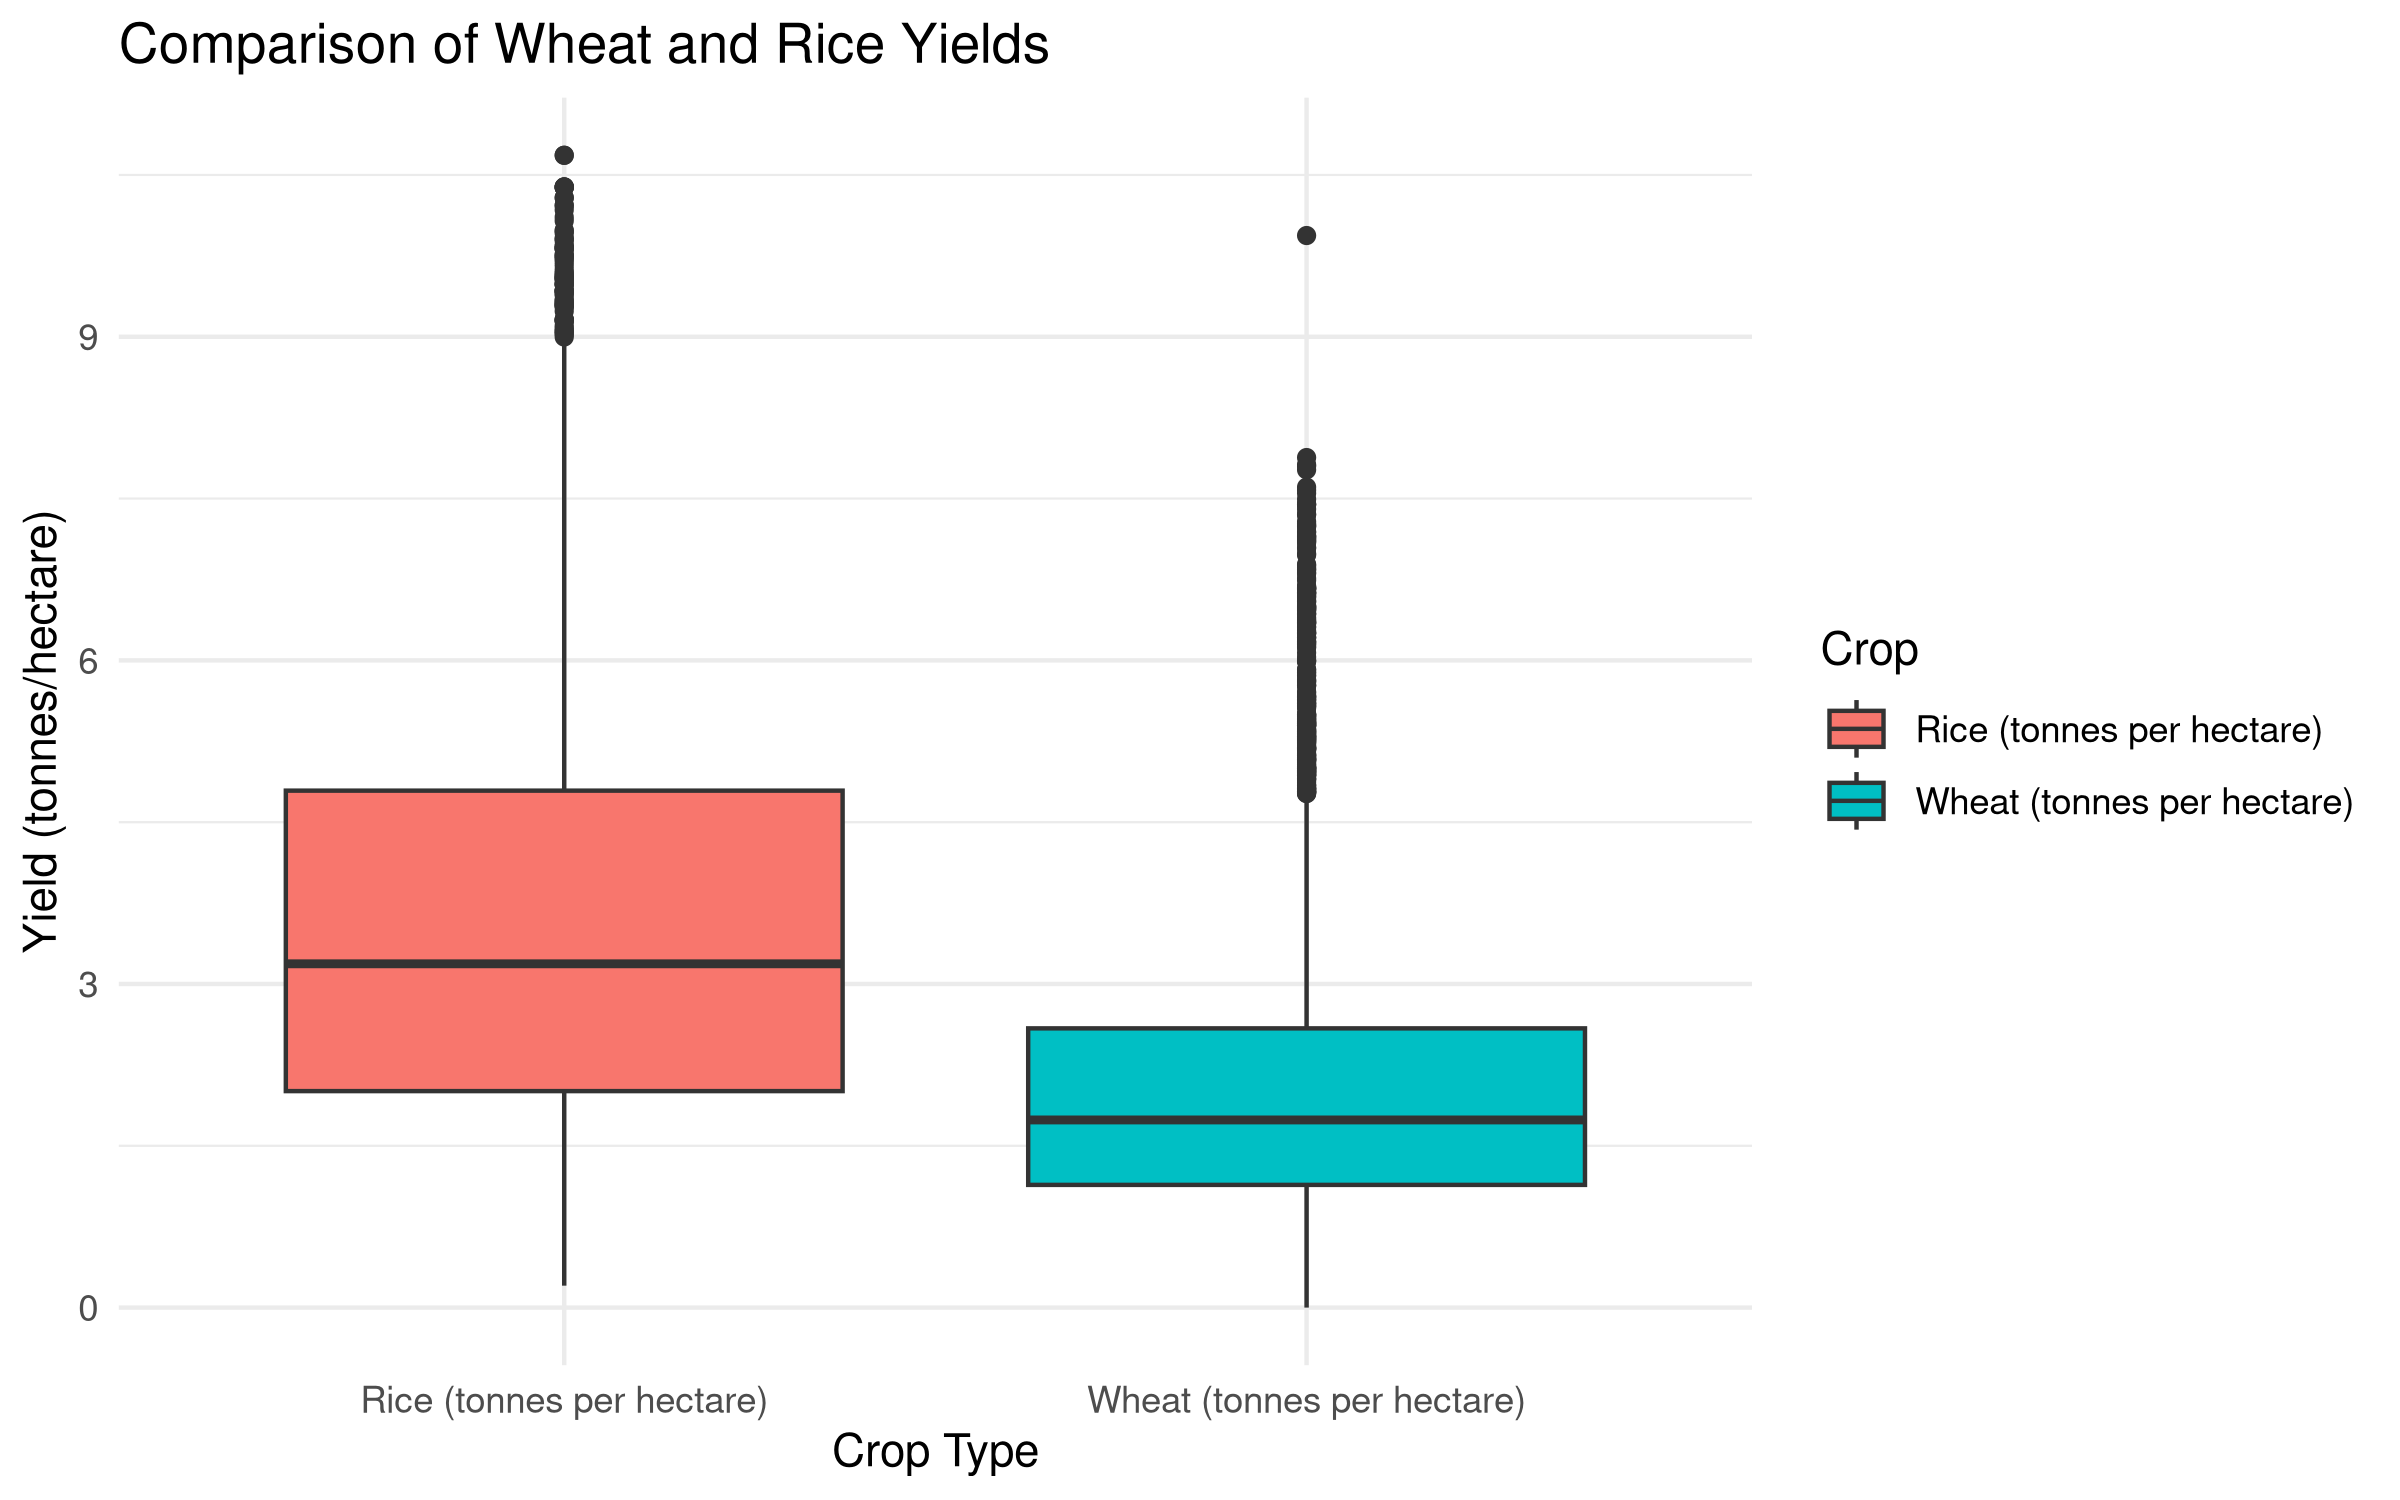 Comparison of Wheat and Rice Yields
Yield (tonnes/hectare)
9
6
3
0
Rice (tonnes per hectare)
Wheat (tonnes per hectare)
Crop Type
Crop
Rice (tonnes per hectare)
Wheat (tonnes per hectare)